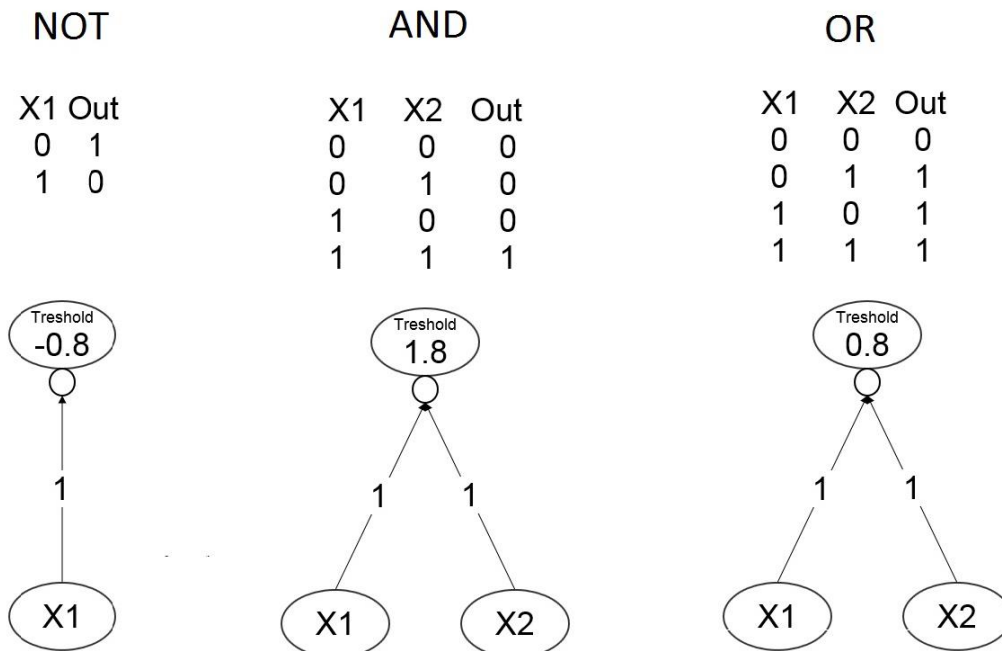 NOT
X1 Out
0 1
1 0
Treshold
-0.8
1
X1
AND
X1 X2 Out
0 0 0
0 1 0
1 0 0
1 1 1
Treshold
1.8
1 1
X1 X2
OR
X1 X2 Out
0 0 0
0 1 1
1 0 1
1 1 1
Treshold
0.8
1 1
X1 X2